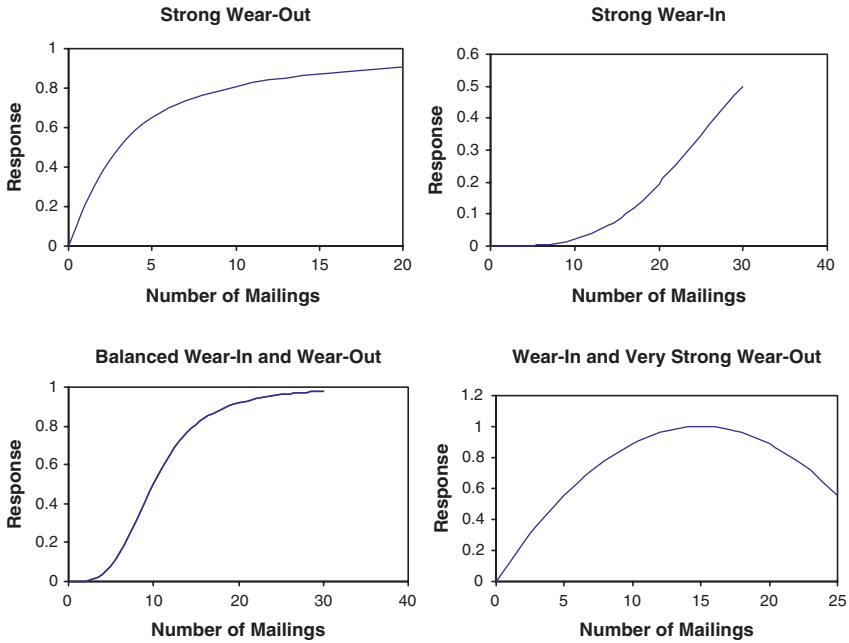 Strong Wear-Out
1
0.8
0.6
0.4
0.2
0
Response
0 5 10 15 20
Number of Mailings
Strong Wear-In
0.6
0.5
0.4
0.3
0.2
0.1
0
Response
0 10 20 30 40
Number of Mailings
Balanced Wear-In and Wear-Out
1
0.8
0.6
0.4
0.2
0
Response
0 10 20 30 40
Number of Mailings
Wear-In and Very Strong Wear-Out
1.2
1
0.8
0.6
0.4
0.2
0
Response
0 5 10 15 20 25
Number of Mailings